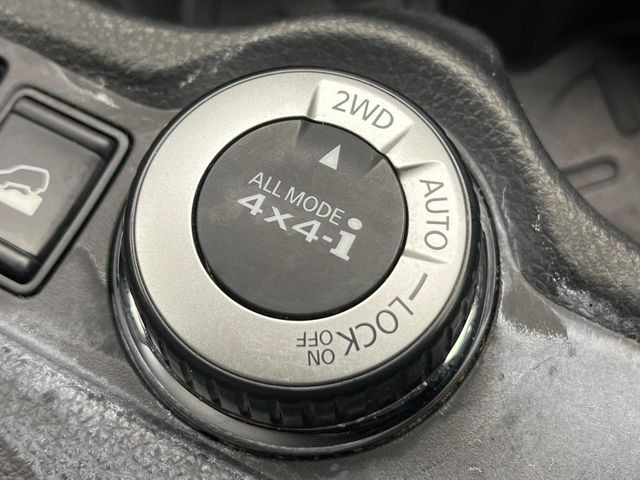 2WD
AUTO
LOCK
ON
OFF
ALL MODE
4x4-i